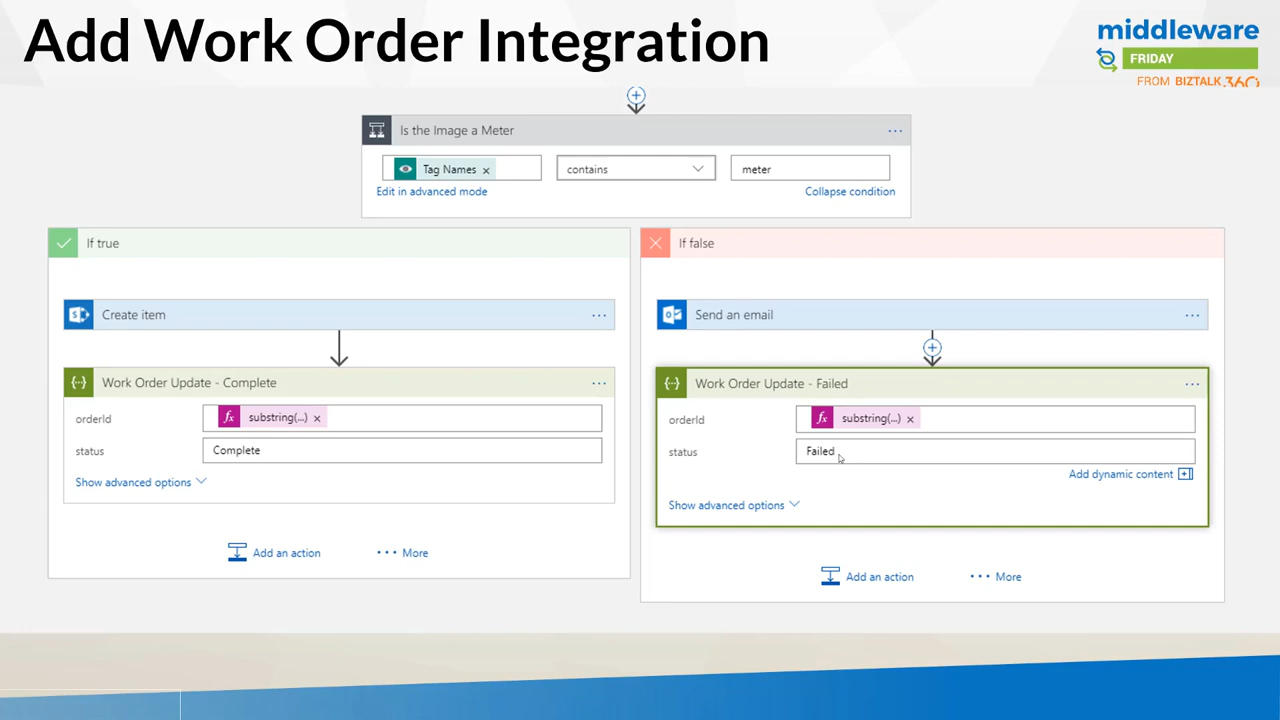 Add Work Order Integration
middleware
FRIDAY
FROM BIZTALK360
Is the Image a Meter
Tag Names × contains meter
Edit in advanced mode Collapse condition
If true
Create item
Work Order Update - Complete
orderId fx substring(...) ×
status Complete
Show advanced options
Add an action More
If false
Send an email
Work Order Update - Failed
orderId fx substring(...) ×
status Failed
Add dynamic content
Show advanced options
Add an action More